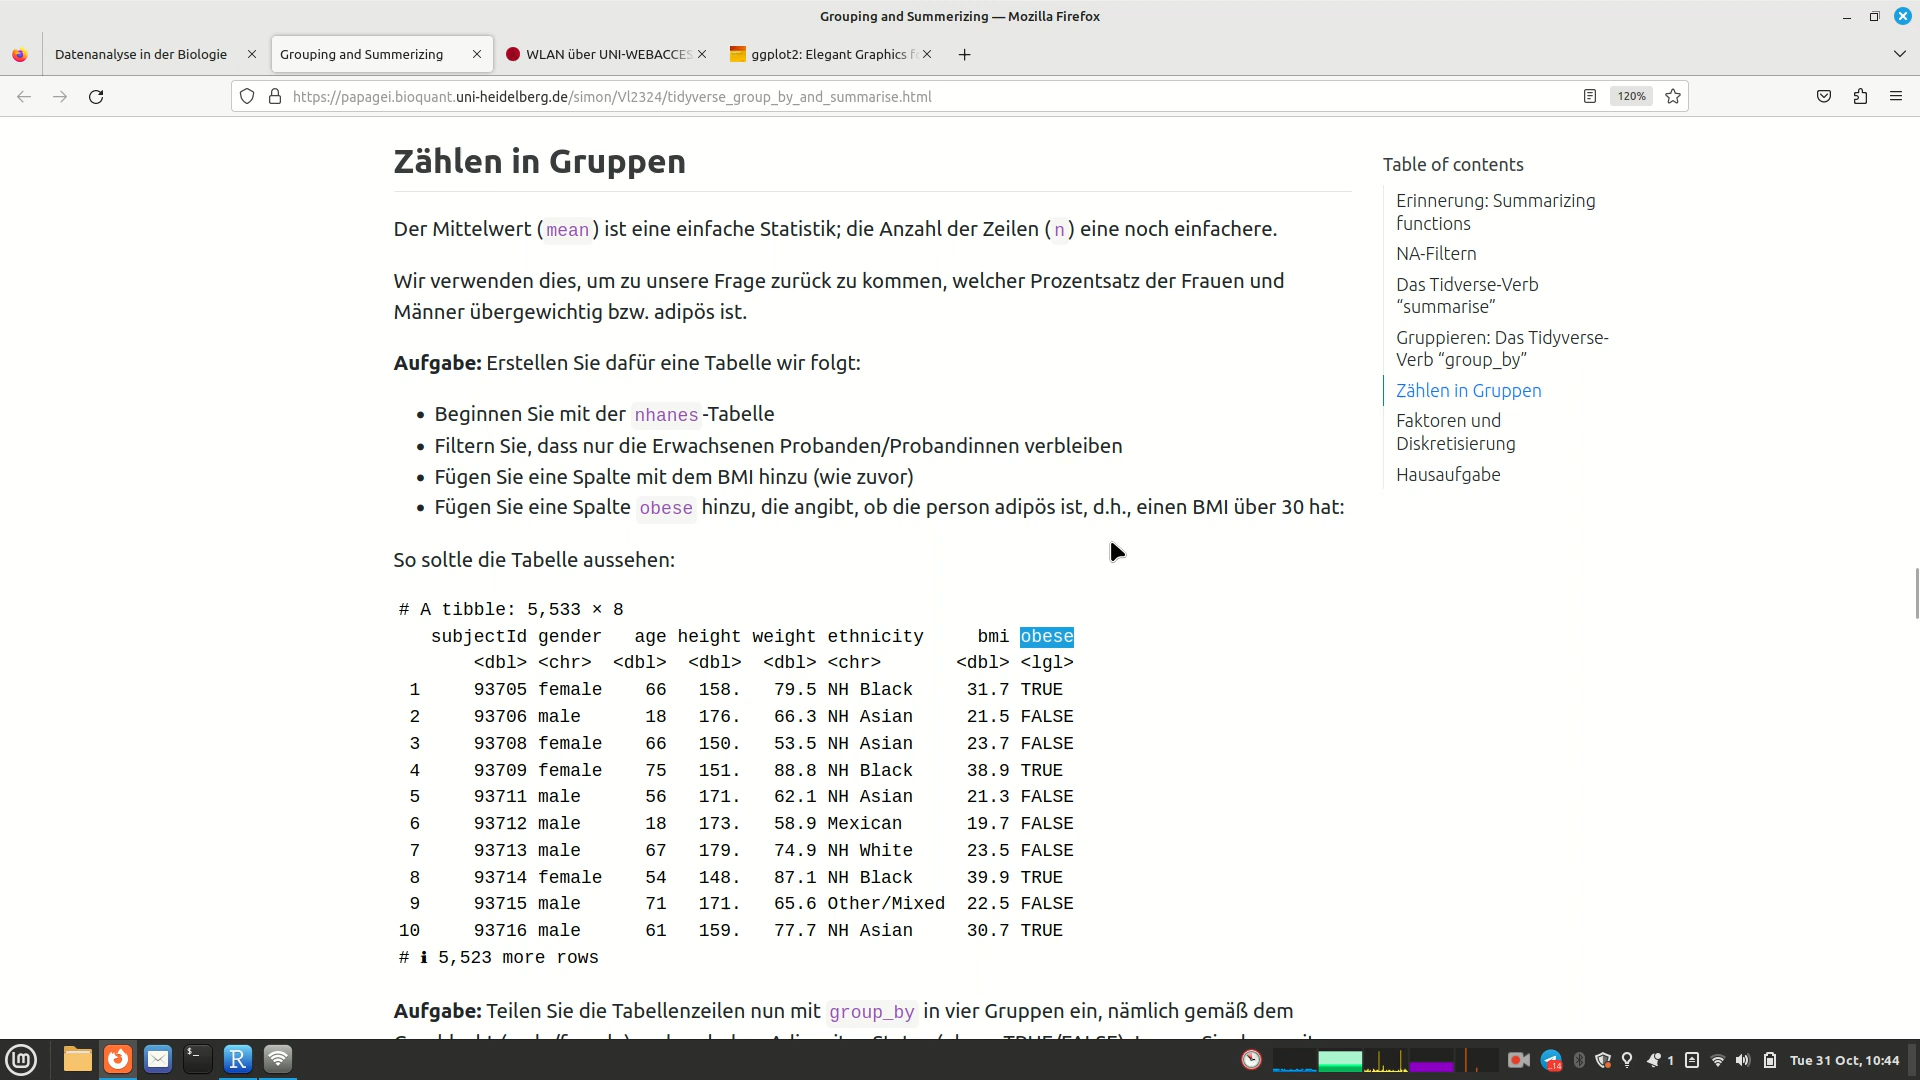 Grouping and Summerizing — Mozilla Firefox
Datenanalyse in der Biologie
Grouping and Summerizing
WLAN über UNI-WEBACCES
ggplot2: Elegant Graphics f
https://papagei.bioquant.uni-heidelberg.de/simon/Vl2324/tidyverse_group_by_and_summarise.html
120%
Zählen in Gruppen
Der Mittelwert (mean) ist eine einfache Statistik; die Anzahl der Zeilen (n) eine noch einfachere.
Wir verwenden dies, um zu unsere Frage zurück zu kommen, welcher Prozentsatz der Frauen und
Männer übergewichtig bzw. adipös ist.
Aufgabe: Erstellen Sie dafür eine Tabelle wir folgt:
• Beginnen Sie mit der nhanes-Tabelle
• Filtern Sie, dass nur die Erwachsenen Probanden/Probandinnen verbleiben
• Fügen Sie eine Spalte mit dem BMI hinzu (wie zuvor)
• Fügen Sie eine Spalte obese hinzu, die angibt, ob die person adipös ist, d.h., einen BMI über 30 hat:
So soltle die Tabelle aussehen:
# A tibble: 5,533 × 8
subjectId gender age height weight ethnicity bmi obese
<dbl> <chr> <dbl> <dbl> <dbl> <chr> <dbl> <lgl>
1 93705 female 66 158. 79.5 NH Black 31.7 TRUE
2 93706 male 18 176. 66.3 NH Asian 21.5 FALSE
3 93708 female 66 150. 53.5 NH Asian 23.7 FALSE
4 93709 female 75 151. 88.8 NH Black 38.9 TRUE
5 93711 male 56 171. 62.1 NH Asian 21.3 FALSE
6 93712 male 18 173. 58.9 Mexican 19.7 FALSE
7 93713 male 67 179. 74.9 NH White 23.5 FALSE
8 93714 female 54 148. 87.1 NH Black 39.9 TRUE
9 93715 male 71 171. 65.6 Other/Mixed 22.5 FALSE
10 93716 male 61 159. 77.7 NH Asian 30.7 TRUE
# ℹ 5,523 more rows
Aufgabe: Teilen Sie die Tabellenzeilen nun mit group_by in vier Gruppen ein, nämlich gemäß dem
Table of contents
Erinnerung: Summarizing
functions
NA-Filtern
Das Tidverse-Verb
“summarise”
Gruppieren: Das Tidyverse-
Verb “group_by”
Zählen in Gruppen
Faktoren und
Diskretisierung
Hausaufgabe
1
Tue 31 Oct, 10:44